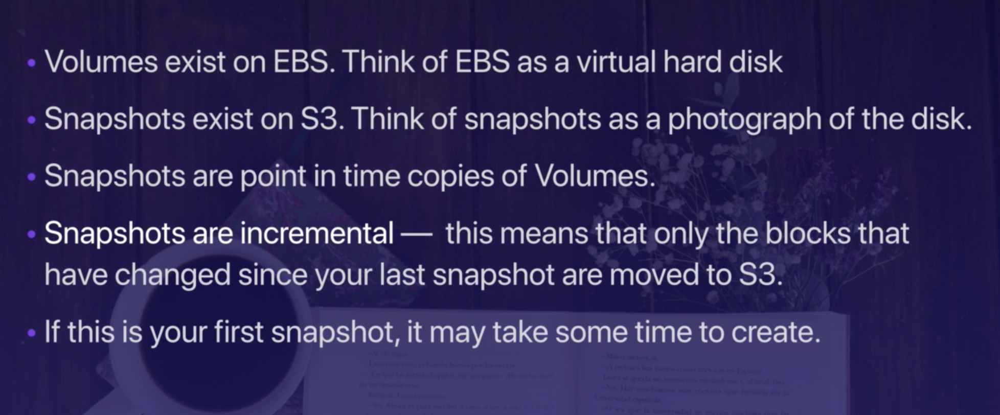 • Volumes exist on EBS. Think of EBS as a virtual hard disk
• Snapshots exist on S3. Think of snapshots as a photograph of the disk.
• Snapshots are point in time copies of Volumes.
• Snapshots are incremental — this means that only the blocks that
have changed since your last snapshot are moved to S3.
• If this is your first snapshot, it may take some time to create.